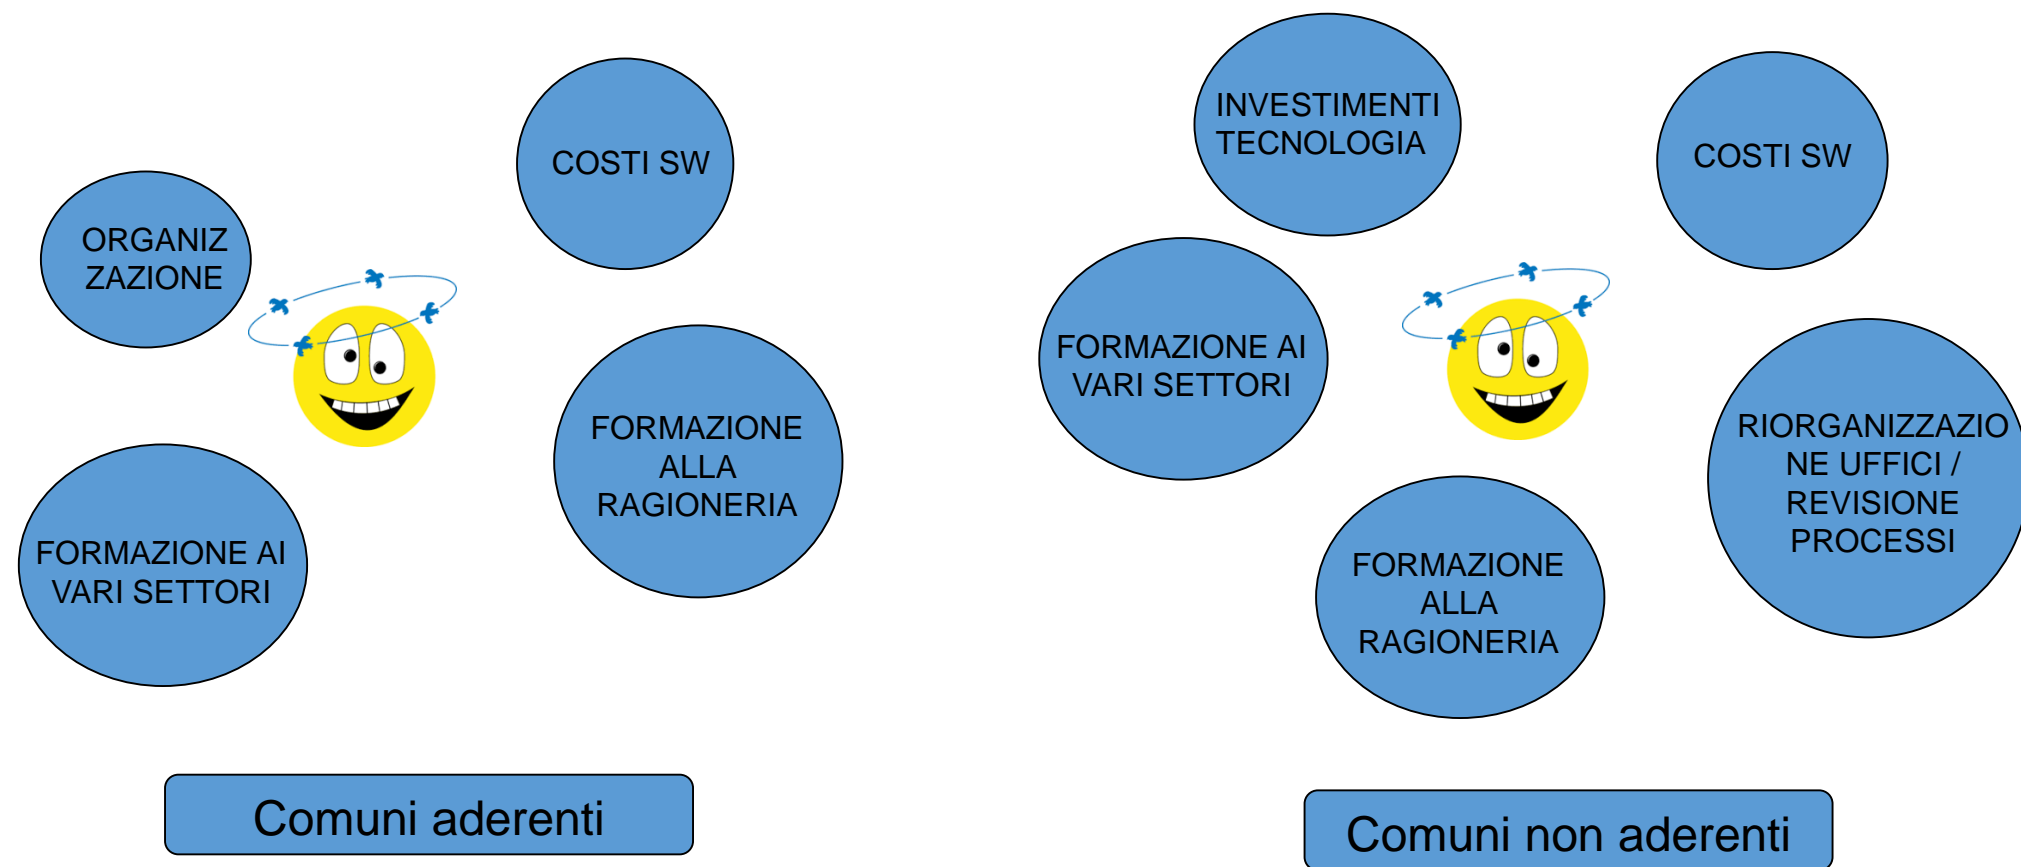 COSTI SW
ORGANIZ
ZAZIONE
FORMAZIONE
ALLA
RAGIONERIA
FORMAZIONE AI
VARI SETTORI
Comuni aderenti
INVESTIMENTI
TECNOLOGIA
COSTI SW
FORMAZIONE AI
VARI SETTORI
RIORGANIZZAZIO
NE UFFICI /
REVISIONE
PROCESSI
FORMAZIONE
ALLA
RAGIONERIA
Comuni non aderenti